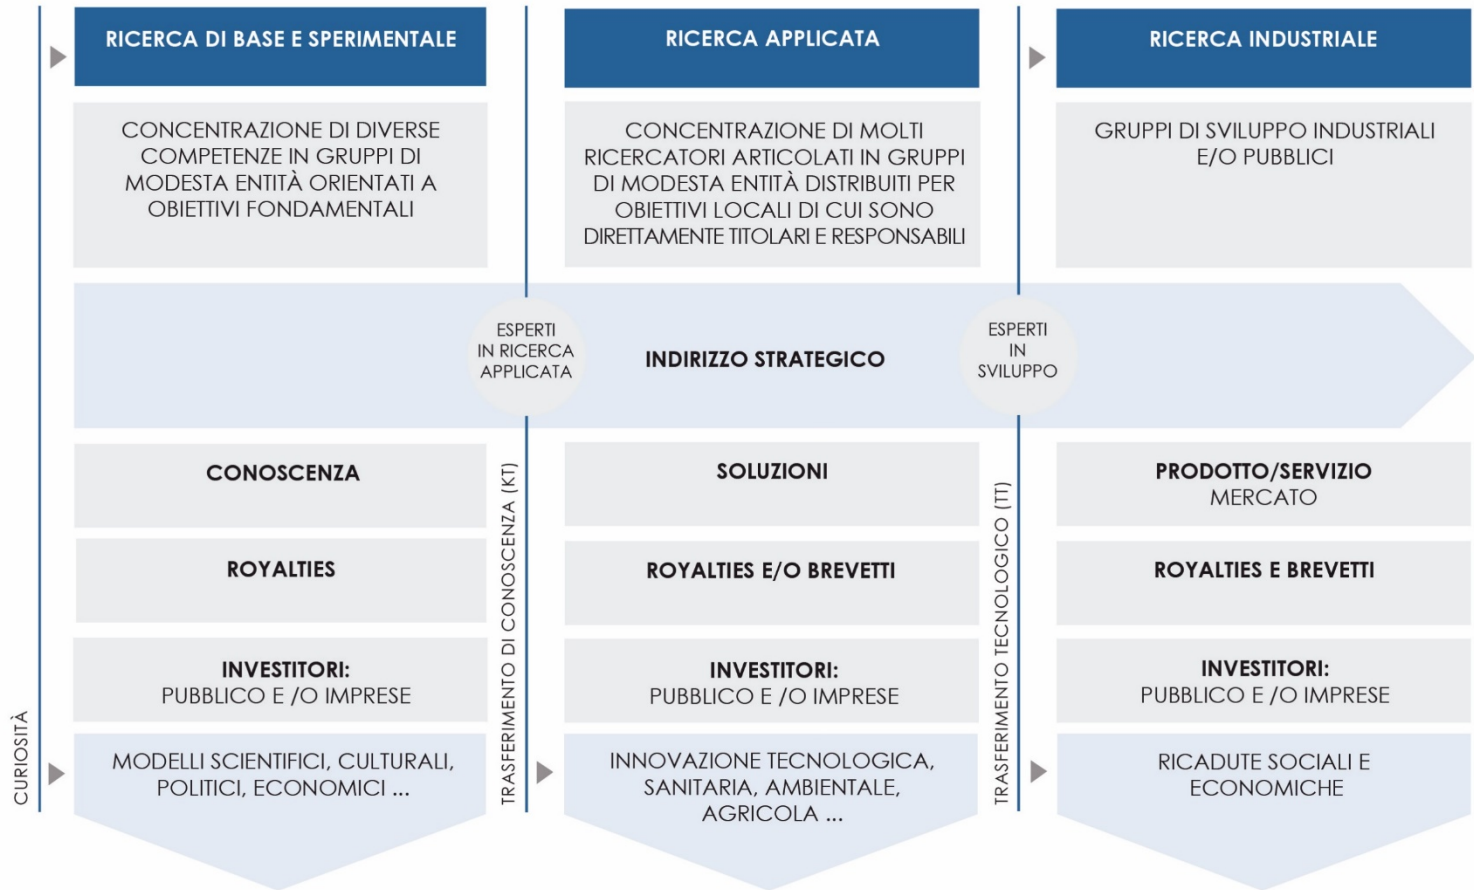 RICERCA DI BASE E SPERIMENTALE
CONCENTRAZIONE DI DIVERSE
COMPETENZE IN GRUPPI DI
MODESTA ENTITÀ ORIENTATI A
OBIETTIVI FONDAMENTALI
RICERCA APPLICATA
CONCENTRAZIONE DI MOLTI
RICERCATORI ARTICOLATI IN GRUPPI
DI MODESTA ENTITÀ DISTRIBUITI PER
OBIETTIVI LOCALI DI CUI SONO
DIRETTAMENTE TITOLARI E RESPONSABILI
RICERCA INDUSTRIALE
GRUPPI DI SVILUPPO INDUSTRIALI
E/O PUBBLICI
ESPERTI
IN RICERCA
APPLICATA
INDIRIZZO STRATEGICO
ESPERTI
IN
SVILUPPO
CURIOSITÀ
CONOSCENZA
ROYALTIES
INVESTITORI:
PUBBLICO E /O IMPRESE
MODELLI SCIENTIFICI, CULTURALI,
POLITICI, ECONOMICI ...
TRASFERIMENTO DI CONOSCENZA (KT)
SOLUZIONI
ROYALTIES E/O BREVETTI
INVESTITORI:
PUBBLICO E /O IMPRESE
INNOVAZIONE TECNOLOGICA,
SANITARIA, AMBIENTALE,
AGRICOLA ...
TRASFERIMENTO TECNOLOGICO (TT)
PRODOTTO/SERVIZIO
MERCATO
ROYALTIES E BREVETTI
INVESTITORI:
PUBBLICO E /O IMPRESE
RICADUTE SOCIALI E
ECONOMICHE